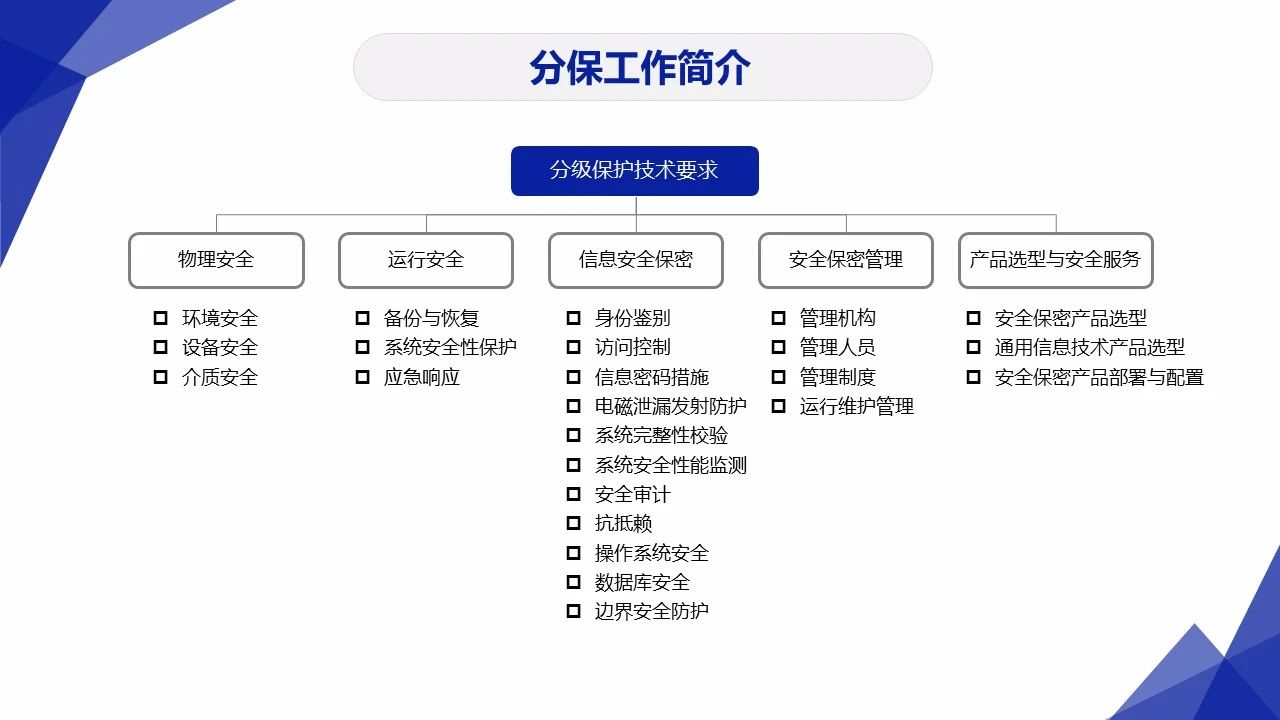 分保工作简介
分级保护技术要求
物理安全
环境安全
设备安全
介质安全
运行安全
备份与恢复
系统安全性保护
应急响应
信息安全保密
身份鉴别
访问控制
信息密码措施
电磁泄漏发射防护
系统完整性校验
系统安全性能监测
安全审计
抗抵赖
操作系统安全
数据库安全
边界安全防护
安全保密管理
管理机构
管理人员
管理制度
运行维护管理
产品选型与安全服务
安全保密产品选型
通用信息技术产品选型
安全保密产品部署与配置